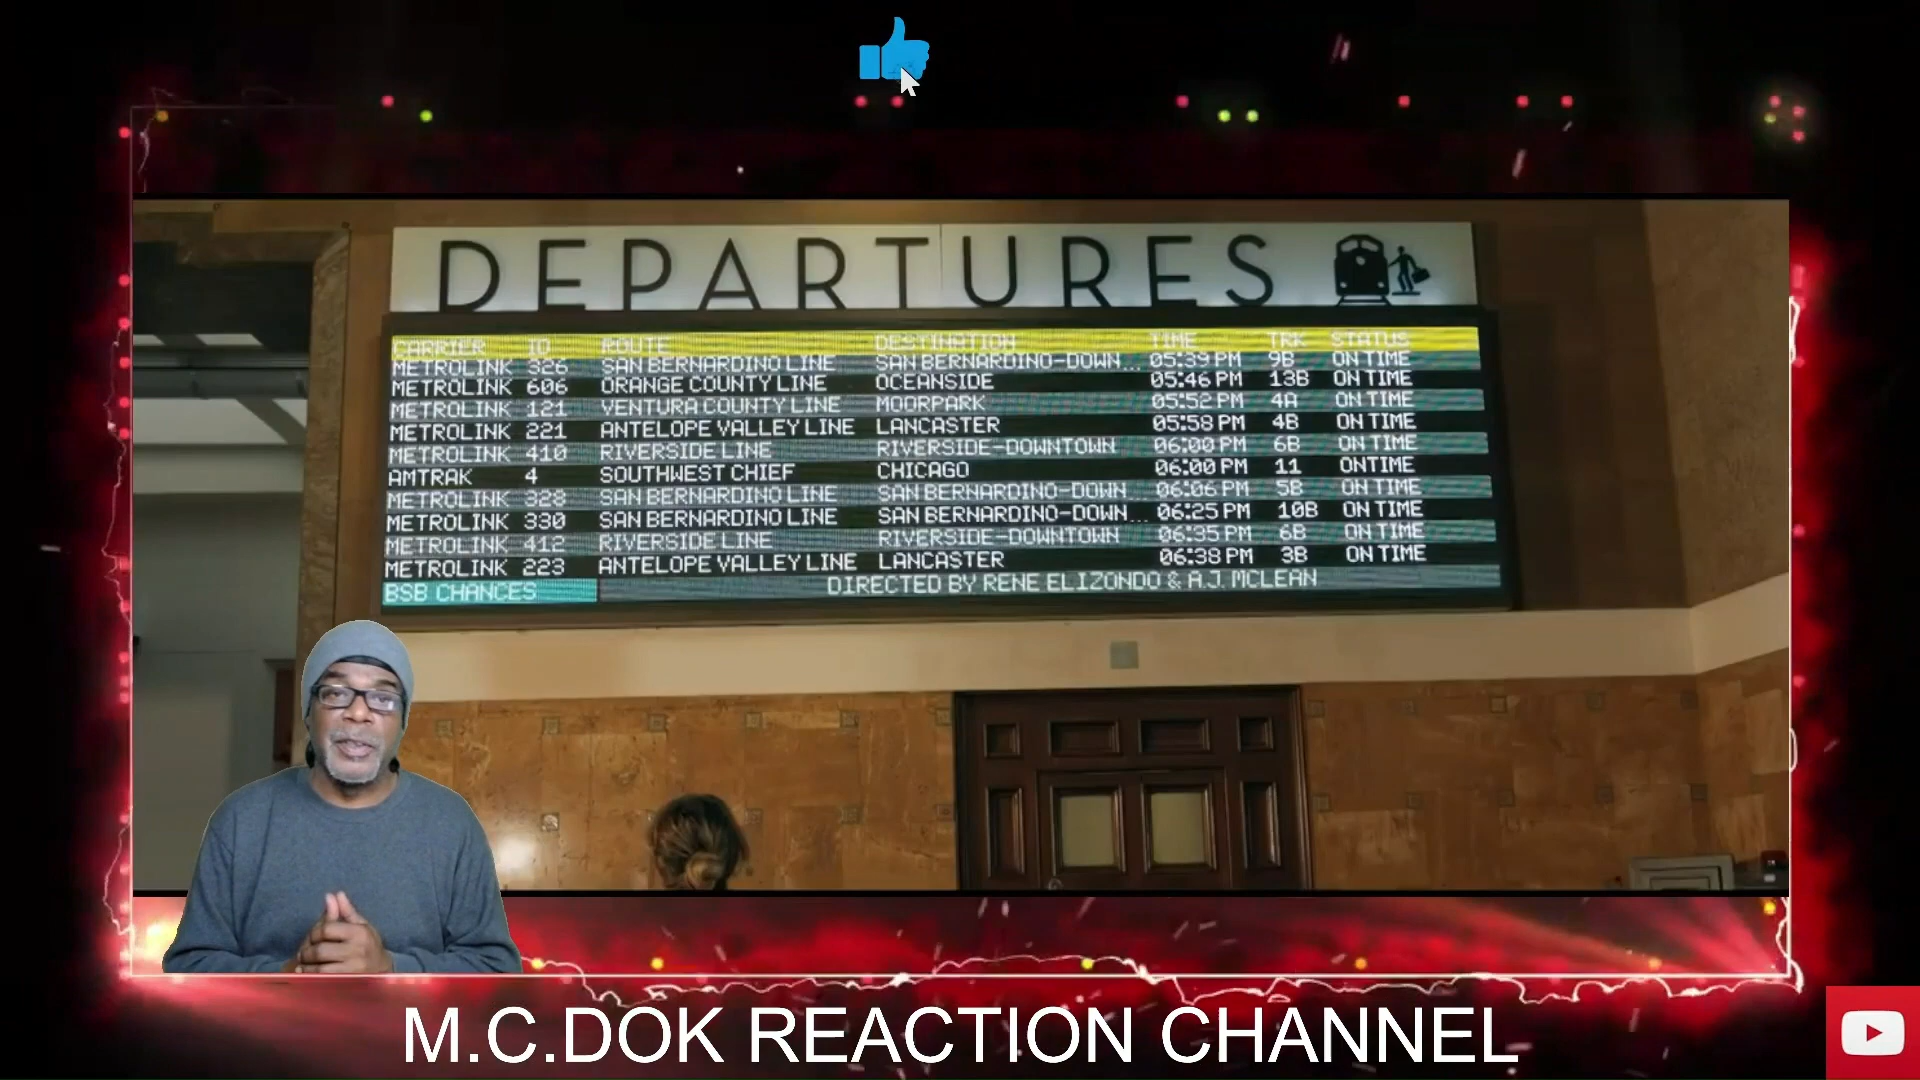 DEPARTURES
CARRIER ID ROUTE DESTINATION TIME TRK STATUS
METROLINK 326 SAN BERNARDINO LINE SAN BERNARDINO-DOWN... 05:39 PM 9B ON TIME
METROLINK 606 ORANGE COUNTY LINE OCEANSIDE 05:46 PM 13B ON TIME
METROLINK 121 VENTURA COUNTY LINE MOORPARK 05:52 PM 4A ON TIME
METROLINK 221 ANTELOPE VALLEY LINE LANCASTER 05:58 PM 4B ON TIME
METROLINK 410 RIVERSIDE LINE RIVERSIDE-DOWNTOWN 06:00 PM 6B ON TIME
AMTRAK 4 SOUTHWEST CHIEF CHICAGO 06:00 PM 11 ONTIME
METROLINK 328 SAN BERNARDINO LINE SAN BERNARDINO-DOWN... 06:06 PM 5B ON TIME
METROLINK 330 SAN BERNARDINO LINE SAN BERNARDINO-DOWN... 06:25 PM 10B ON TIME
METROLINK 412 RIVERSIDE LINE RIVERSIDE-DOWNTOWN 06:35 PM 6B ON TIME
METROLINK 223 ANTELOPE VALLEY LINE LANCASTER 06:38 PM 3B ON TIME
BSB CHANCES DIRECTED BY RENE ELIZONDO & A.J. MCLEAN
M.C.DOK REACTION CHANNEL